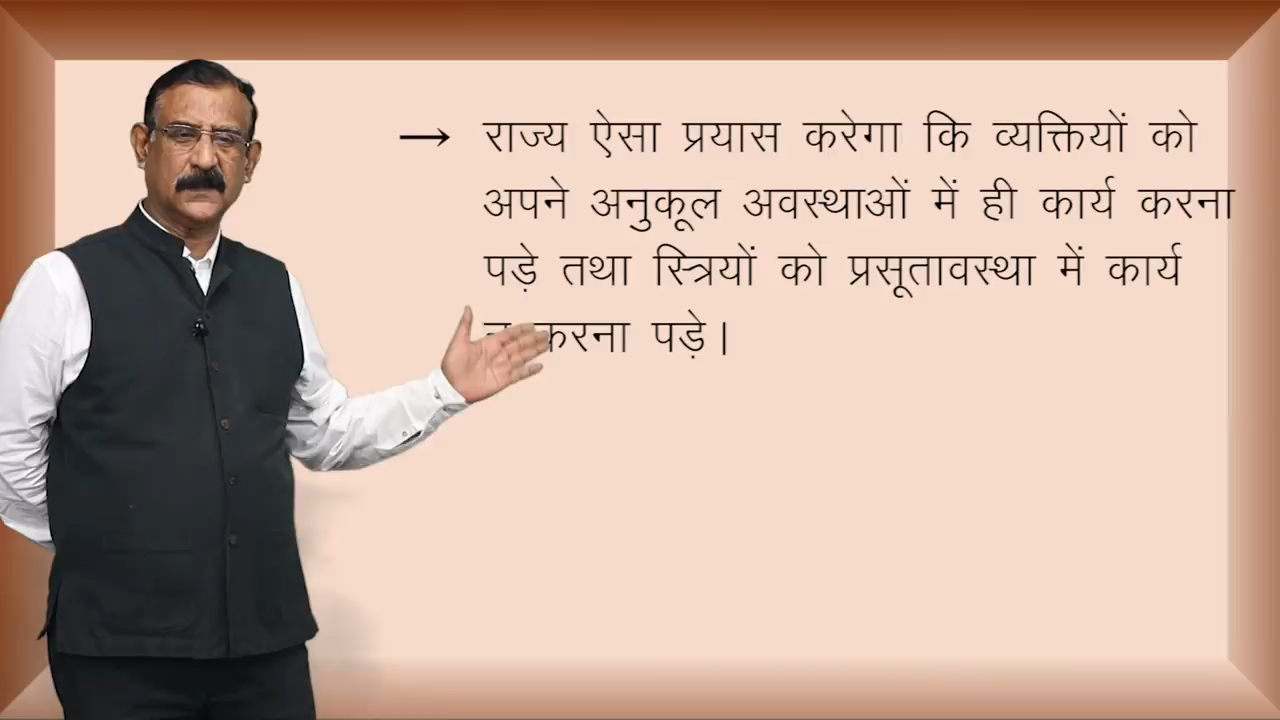 → राज्य ऐसा प्रयास करेगा कि व्यक्तियों को
अपने अनुकूल अवस्थाओं में ही कार्य करना
पड़े तथा स्त्रियों को प्रसूतावस्था में कार्य
करना पड़े।